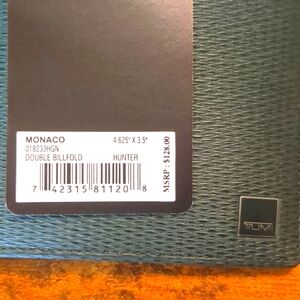 MONACO 4.625" X 3.5"
018233HGN
DOUBLE BILLFOLD HUNTER
7 42315 81120 8
MSRP : $128.00
TUMI